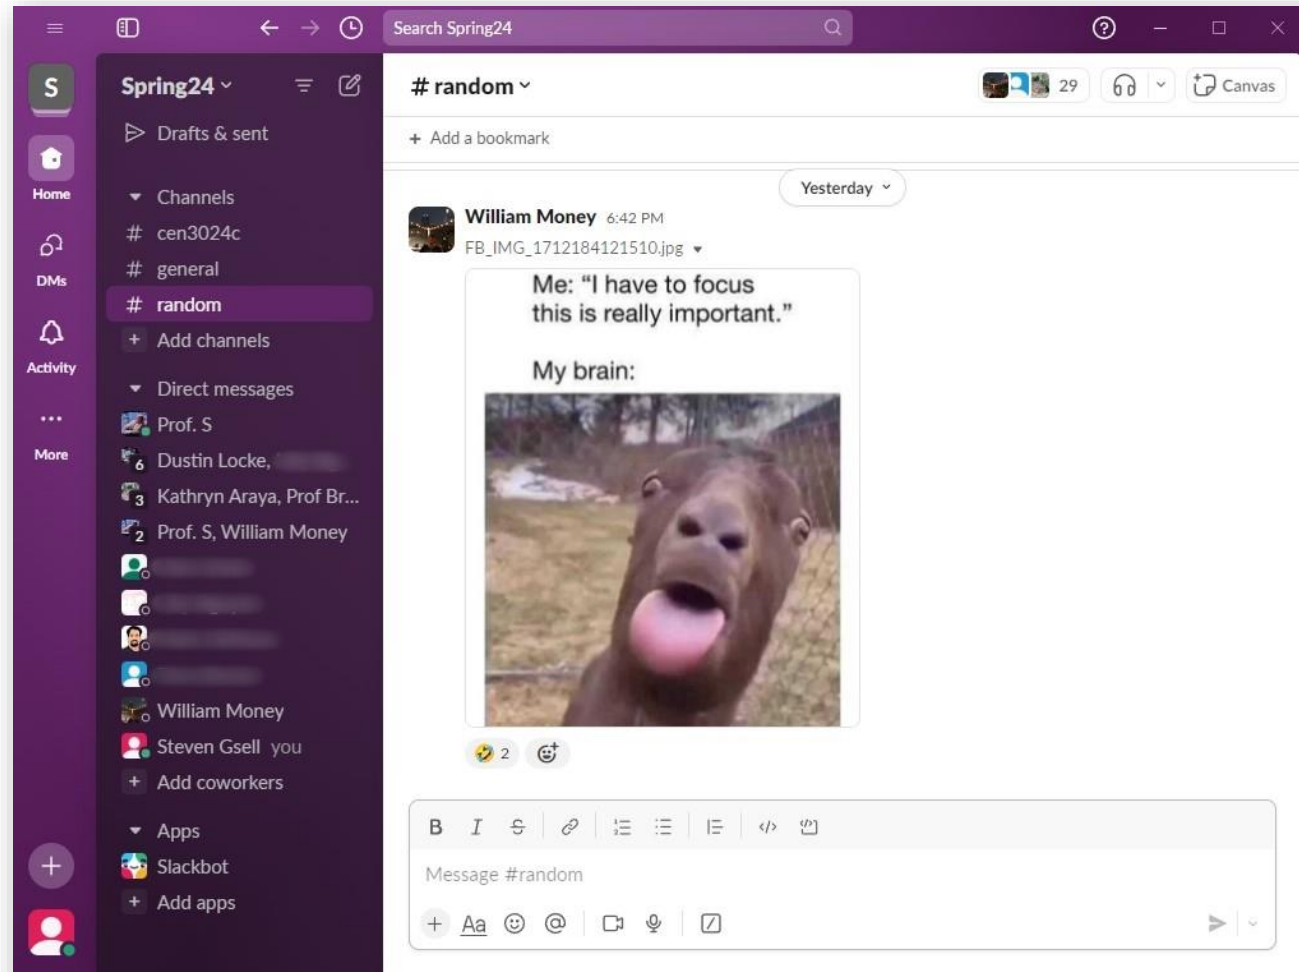 Search Spring24
S
Home
DMs
Activity
More
Spring24
Drafts & sent
Channels
# cen3024c
# general
# random
+ Add channels
Direct messages
Prof. S
6 Dustin Locke,
3 Kathryn Araya, Prof Br...
2 Prof. S, William Money
William Money
Steven Gsell you
+ Add coworkers
Apps
Slackbot
+ Add apps
# random
29
Canvas
+ Add a bookmark
Yesterday
William Money 6:42 PM
FB_IMG_1712184121510.jpg
Me: “I have to focus
this is really important.”
My brain:
2
B I S
Message #random
+ Aa @